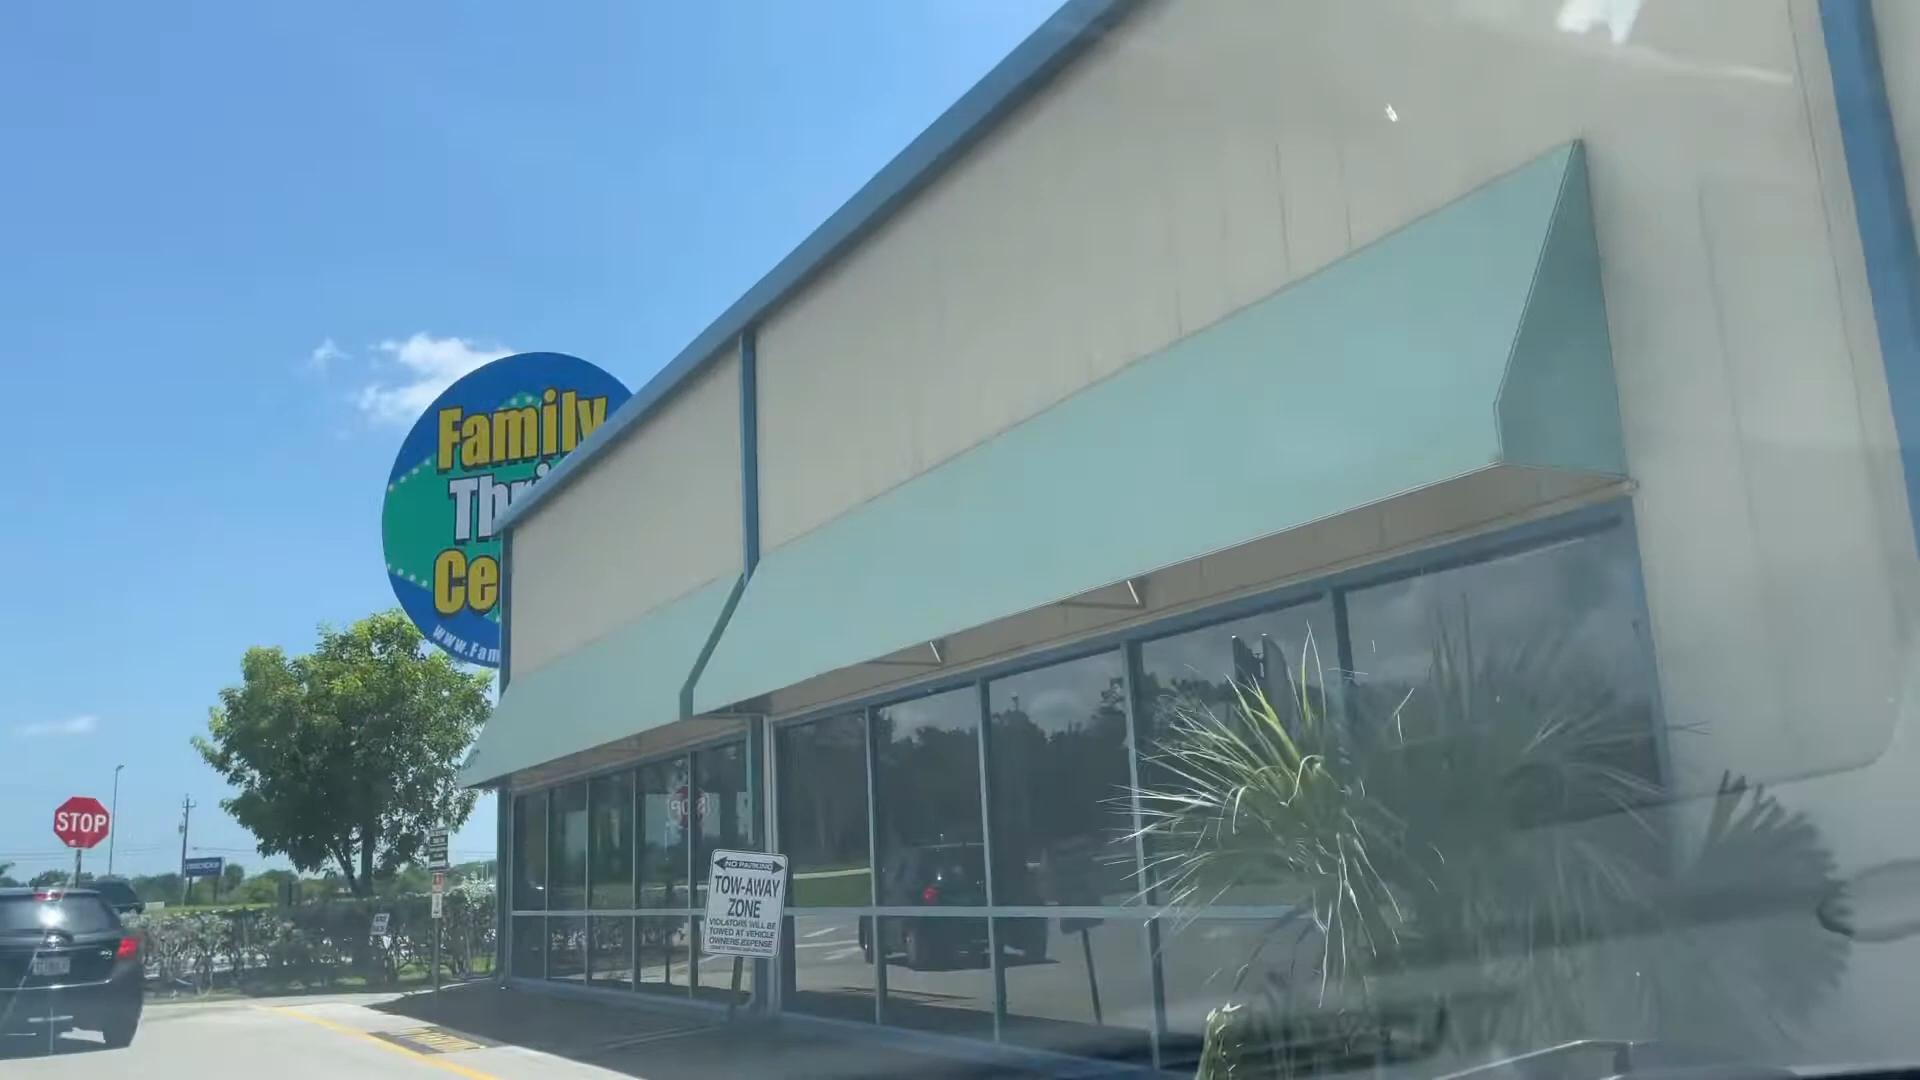 Family
Thri
Ce
www.Fam
STOP
NO PARKING
TOW-AWAY
ZONE
VIOLATORS WILL BE
TOWED AT VEHICLE
OWNERS EXPENSE